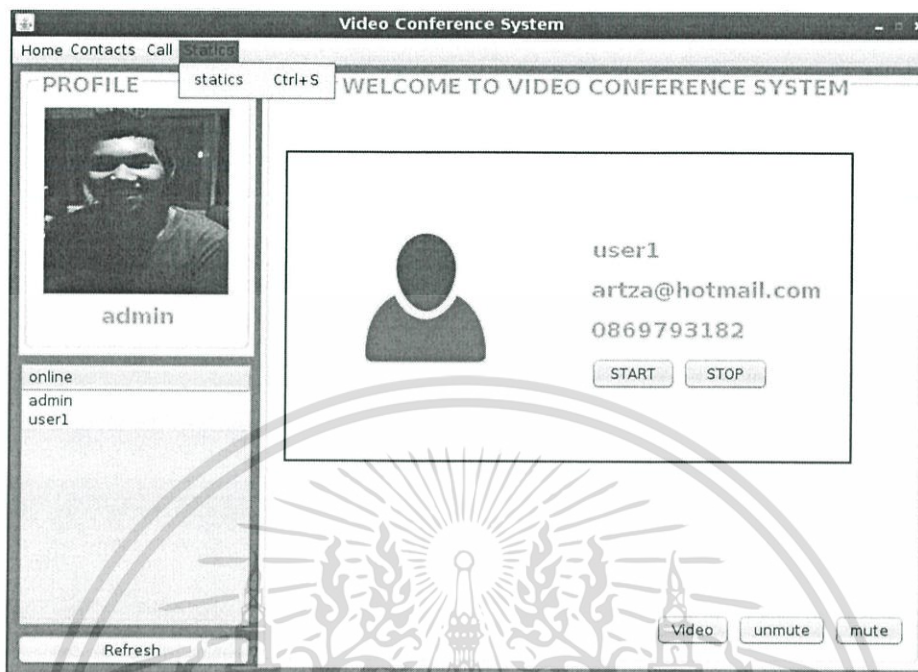 Video Conference System
Home Contacts Call Statics
statics Ctrl+S
PROFILE
WELCOME TO VIDEO CONFERENCE SYSTEM
admin
user1
artza@hotmail.com
0869793182
START STOP
online
admin
user1
Video unmute mute
Refresh